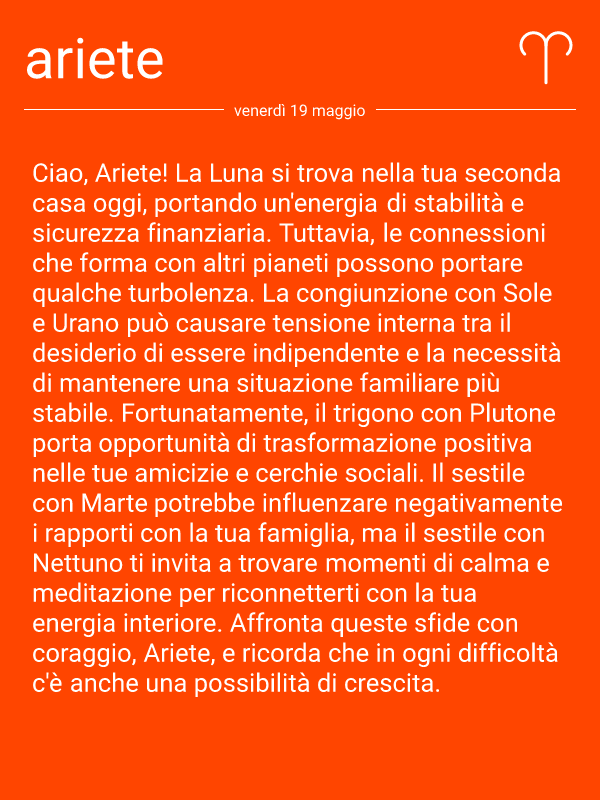 ariete
venerdì 19 maggio
Ciao, Ariete! La Luna si trova nella tua seconda
casa oggi, portando un'energia di stabilità e
sicurezza finanziaria. Tuttavia, le connessioni
che forma con altri pianeti possono portare
qualche turbolenza. La congiunzione con Sole
e Urano può causare tensione interna tra il
desiderio di essere indipendente e la necessità
di mantenere una situazione familiare più
stabile. Fortunatamente, il trigono con Plutone
porta opportunità di trasformazione positiva
nelle tue amicizie e cerchie sociali. Il sestile
con Marte potrebbe influenzare negativamente
i rapporti con la tua famiglia, ma il sestile con
Nettuno ti invita a trovare momenti di calma e
meditazione per riconnetterti con la tua
energia interiore. Affronta queste sfide con
coraggio, Ariete, e ricorda che in ogni difficoltà
c'è anche una possibilità di crescita.